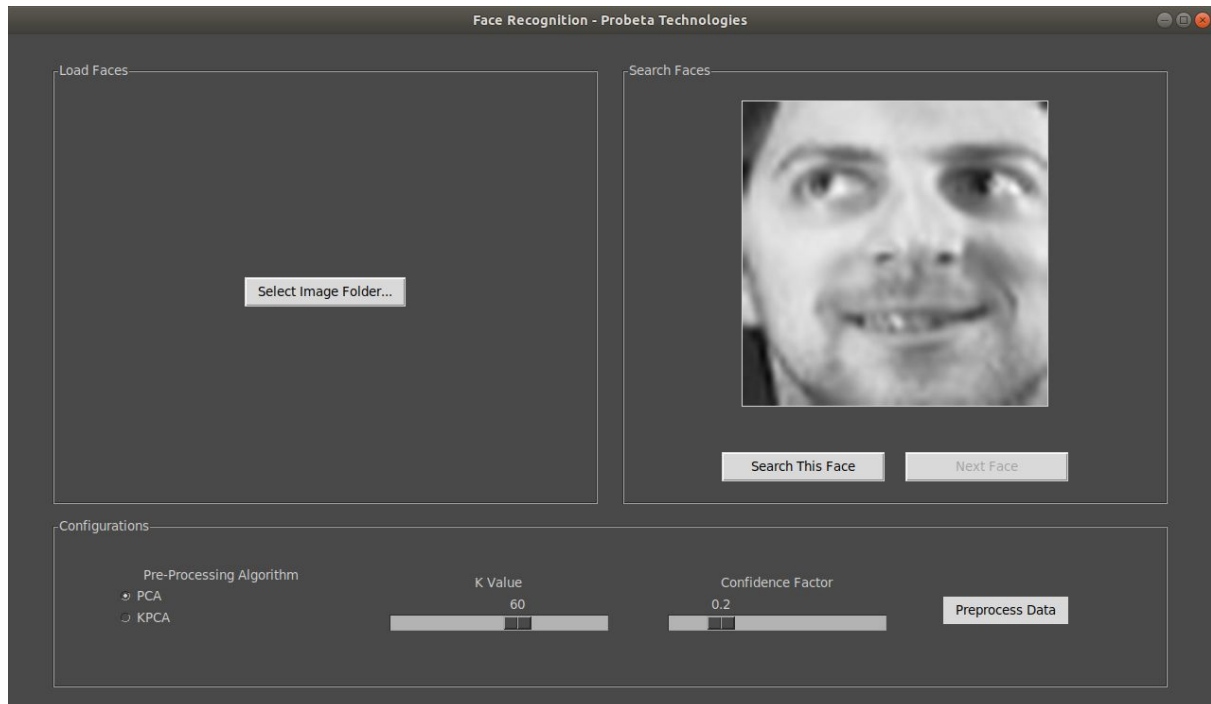 Face Recognition - Probeta Technologies
Load Faces
Select Image Folder...
Search Faces
Search This Face
Next Face
Configurations
Pre-Processing Algorithm
PCA
KPCA
K Value
60
Confidence Factor
0.2
Preprocess Data